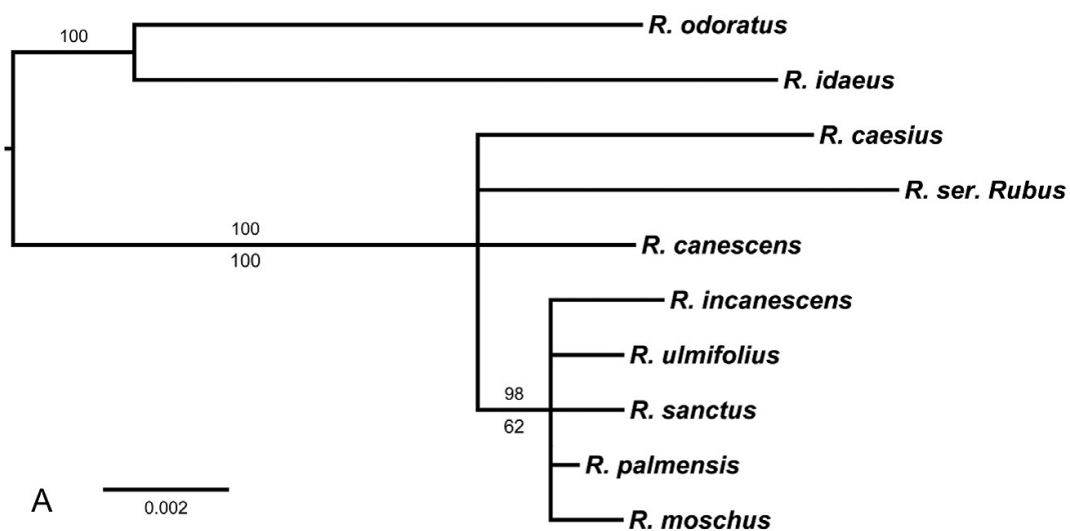 100
R. odoratus
R. idaeus
R. caesius
R. ser. Rubus
100
R. canescens
100
R. incanescens
R. ulmifolius
98
R. sanctus
62
R. palmensis
A
0.002
R. moschus